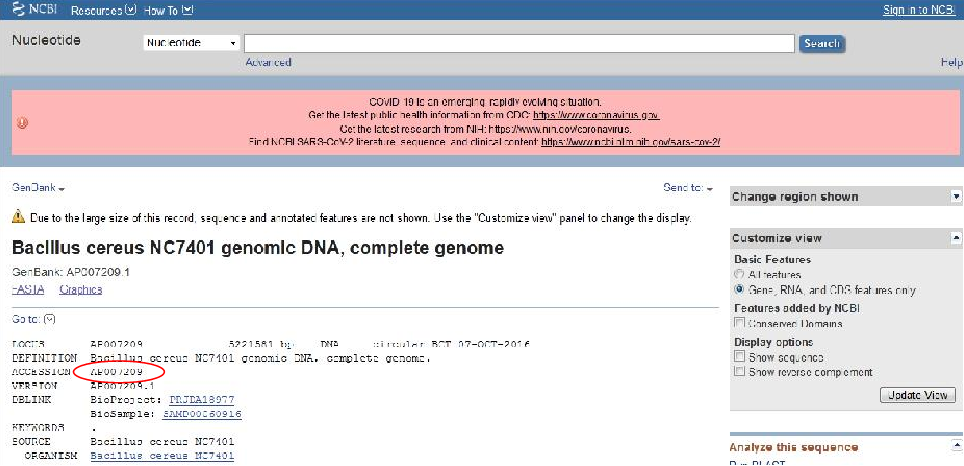 NCBI Resources How To Sign in to NCBI
Nucleotide Nucleotide Search
Advanced Help
COVID-19 is an emerging, rapidly evolving situation.
Get the latest public health information from CDC: https://www.coronavirus.gov.
Get the latest research from NIH: https://www.nih.gov/coronavirus.
Find NCBI SARS-CoV-2 literature, sequence, and clinical content: https://www.ncbi.nlm.nih.gov/sars-cov-2/
GenBank Send to:
Due to the large size of this record, sequence and annotated features are not shown. Use the "Customize view" panel to change the display.
Bacillus cereus NC7401 genomic DNA, complete genome
GenBank: AP007209.1
FASTA Graphics
Go to:
LOCUS AP007209 5221581 bp DNA circular BCT 07-OCT-2016
DEFINITION Bacillus cereus NC7401 genomic DNA, complete genome.
ACCESSION AP007209
VERSION AP007209.1
DBLINK BioProject: PRJDA18977
BioSample: SAMD00060916
KEYWORDS .
SOURCE Bacillus cereus NC7401
ORGANISM Bacillus cereus NC7401
Change region shown
Customize view
Basic Features
All features
Gene, RNA, and CDS features only
Features added by NCBI
Conserved Domains
Display options
Show sequence
Show reverse complement
Update View
Analyze this sequence
Run BLAST